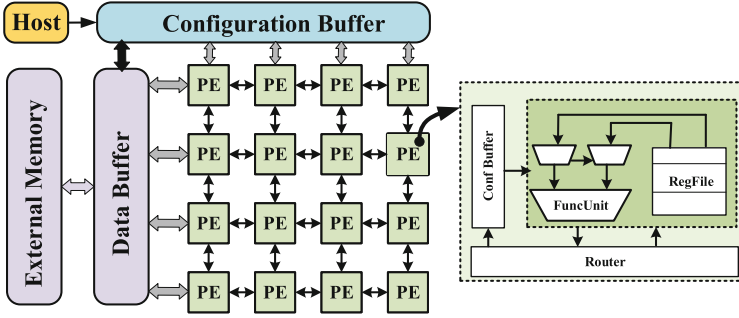 Host
Configuration Buffer
External Memory
Data Buffer
PE PE PE PE
PE PE PE PE
PE PE PE PE
PE PE PE PE
Conf Buffer
FuncUnit
RegFile
Router